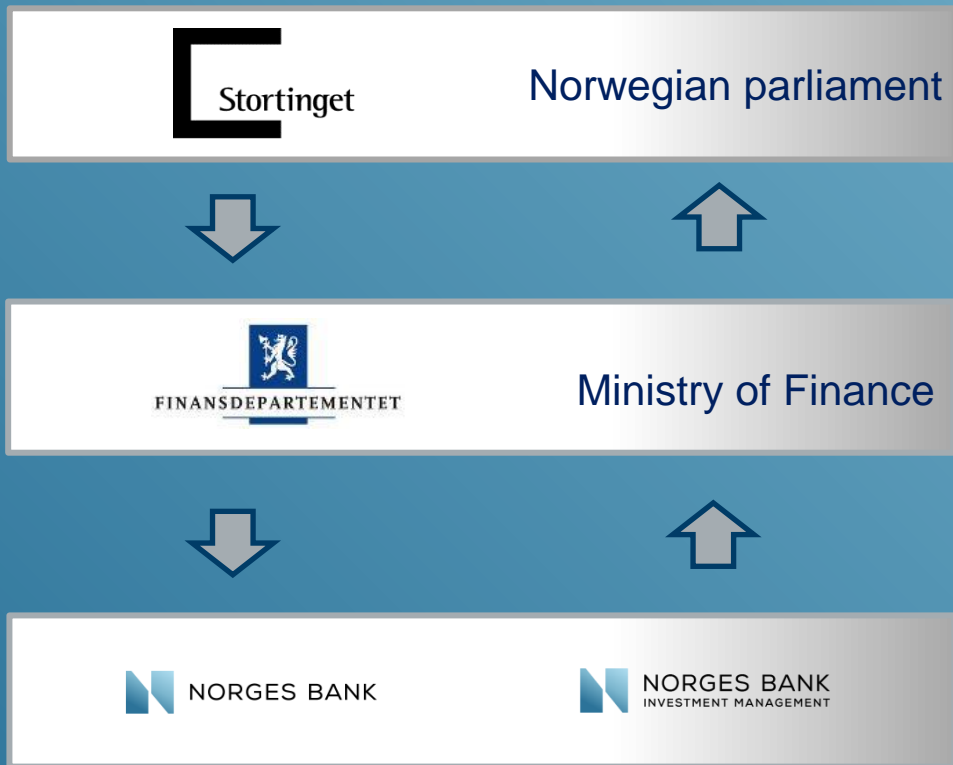 Stortinget
Norwegian parliament
FINANSDEPARTEMENTET
Ministry of Finance
NORGES BANK
NORGES BANK
INVESTMENT MANAGEMENT